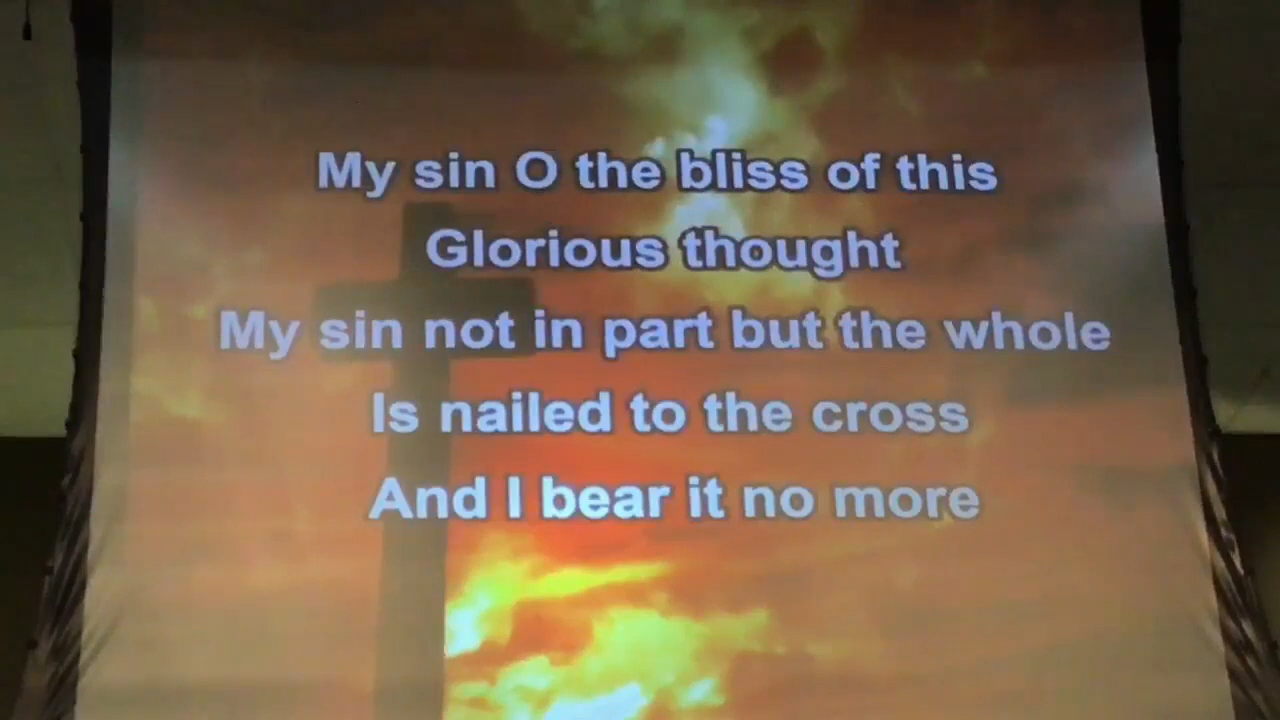 My sin O the bliss of this
Glorious thought
My sin not in part but the whole
Is nailed to the cross
And I bear it no more